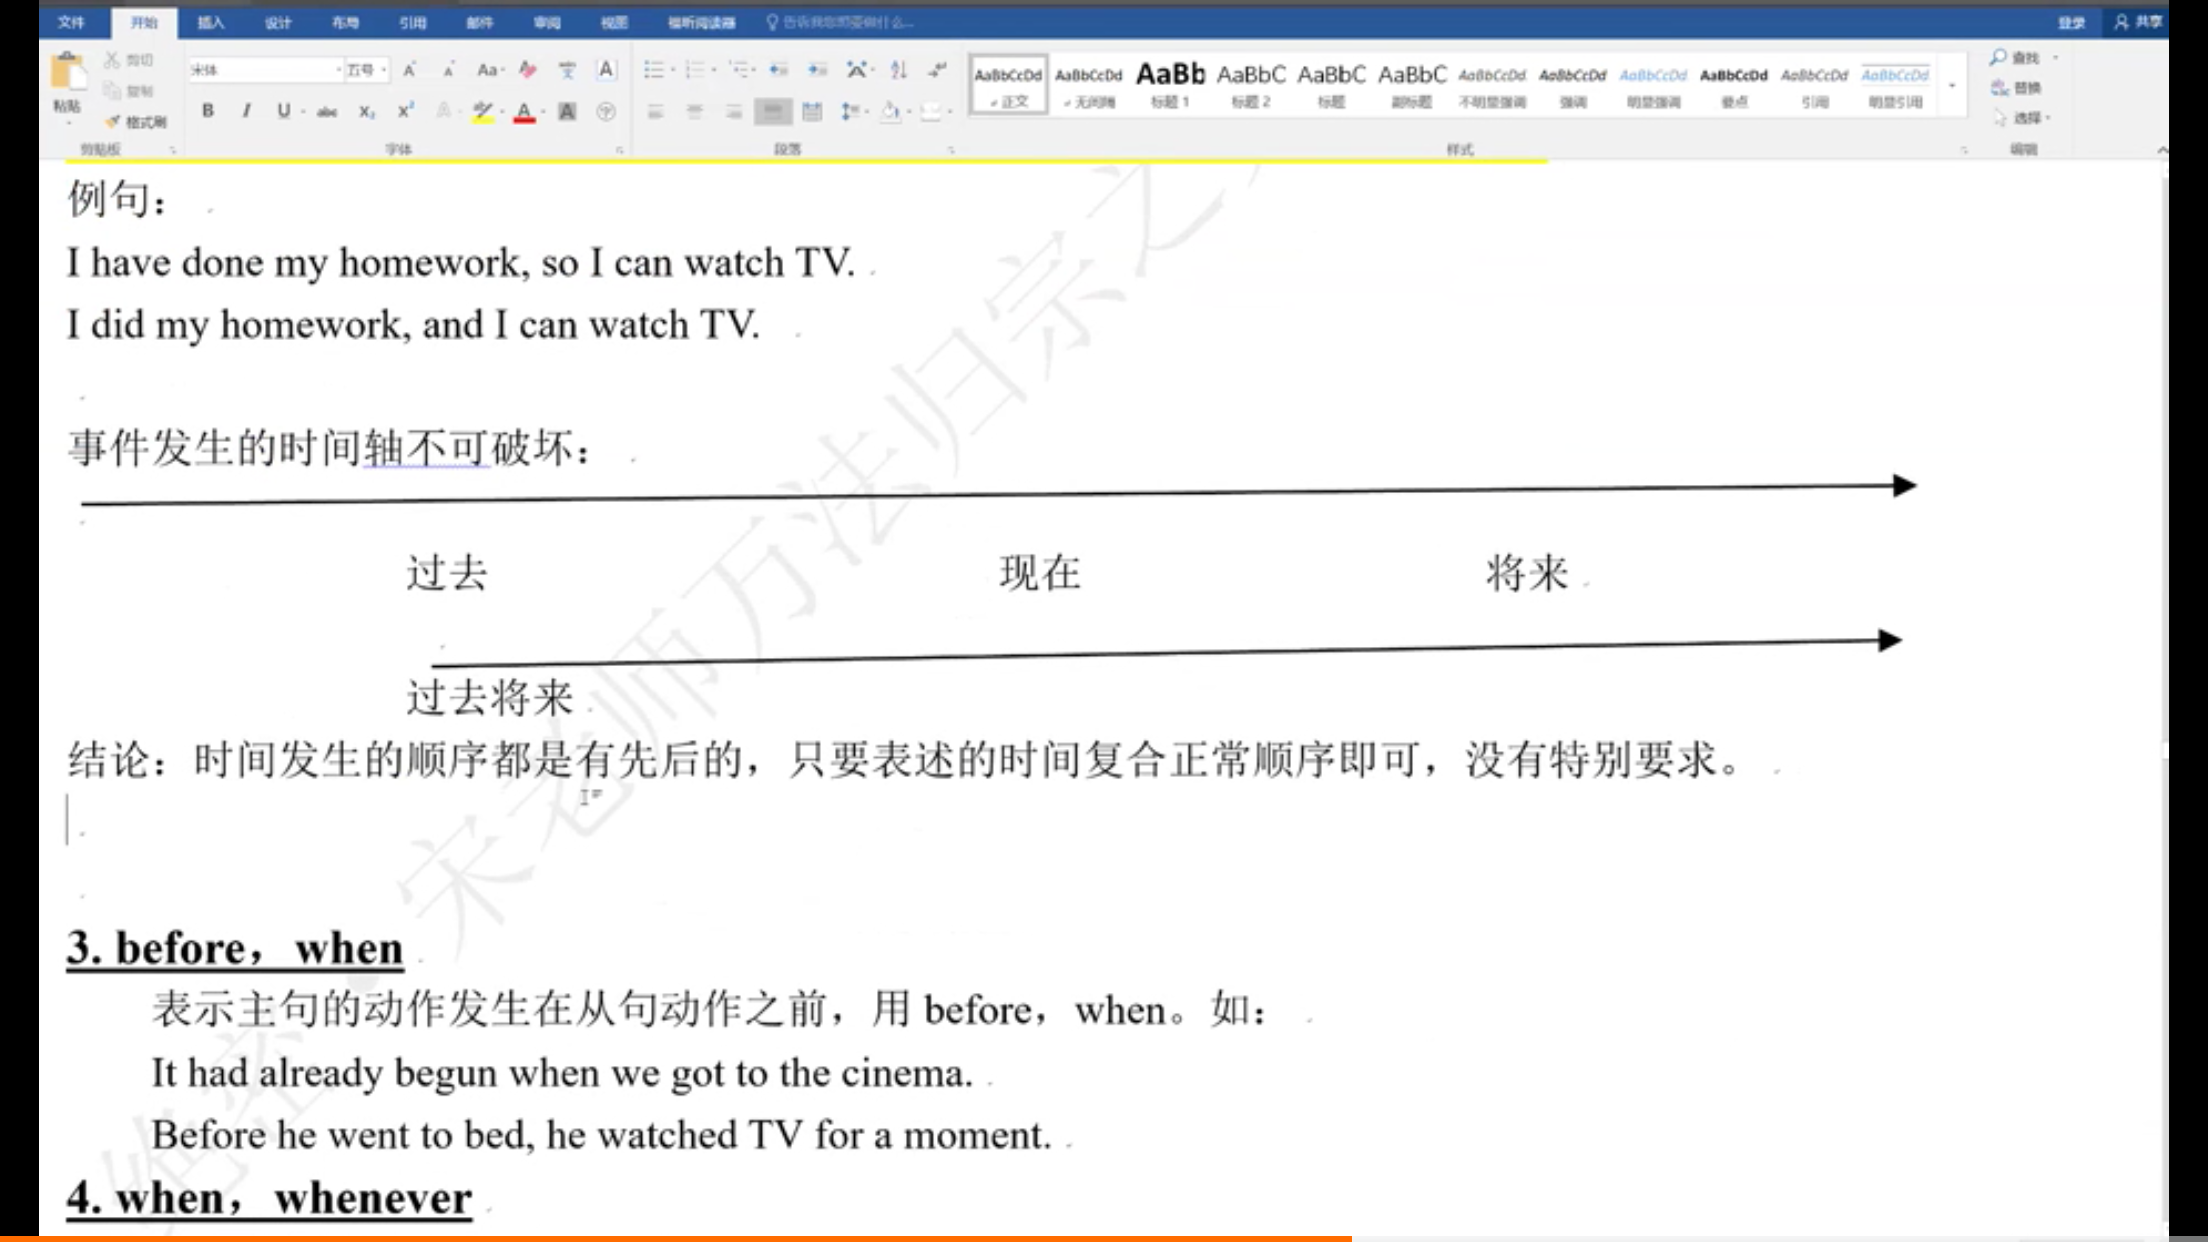 文件 开始 插入 设计 布局 引用 邮件 审阅 视图 福昕阅读器 告诉我您想要做什么... 登录 共享
粘贴 剪切 复制 格式刷 剪贴板
宋体 五号 字体
段落
AaBbCcDd AaBbCcDd AaBb AaBbC AaBbC AaBbC AaBbCcDd AaBbCcDd AaBbCcDd AaBbCcDd AaBbCcDd AaBbCcDd
正文 无间隔 标题 1 标题 2 标题 副标题 不明显强调 强调 明显强调 要点 引用 明显引用
样式
查找 替换 选择 编辑
例句：
I have done my homework, so I can watch TV.
I did my homework, and I can watch TV.
事件发生的时间轴不可破坏：
过去 现在 将来
过去将来
结论：时间发生的顺序都是有先后的，只要表述的时间复合正常顺序即可，没有特别要求。
3. before，when
表示主句的动作发生在从句动作之前，用 before，when。如：
It had already begun when we got to the cinema.
Before he went to bed, he watched TV for a moment.
4. when，whenever
绝密·宋老师万法归宗之